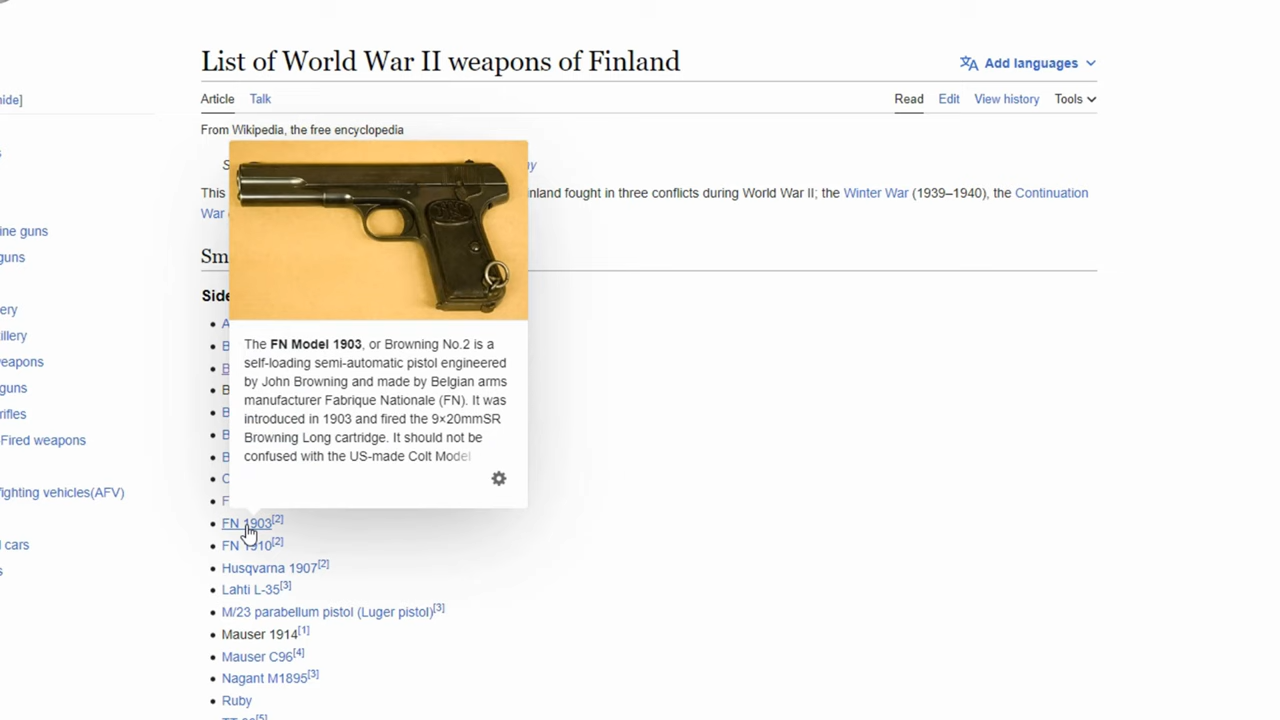 List of World War II weapons of Finland
Add languages
Article Talk
Read Edit View history Tools
From Wikipedia, the free encyclopedia
This
inland fought in three conflicts during World War II; the Winter War (1939–1940), the Continuation
War
ine guns
guns
Sm
Side
ery
illery
weapons
guns
rifles
-Fired weapons
fighting vehicles(AFV)
cars
The FN Model 1903, or Browning No.2 is a
self-loading semi-automatic pistol engineered
by John Browning and made by Belgian arms
manufacturer Fabrique Nationale (FN). It was
introduced in 1903 and fired the 9×20mmSR
Browning Long cartridge. It should not be
confused with the US-made Colt Model
FN 1903[2]
FN 1910[2]
Husqvarna 1907[2]
Lahti L-35[3]
M/23 parabellum pistol (Luger pistol)[3]
Mauser 1914[1]
Mauser C96[4]
Nagant M1895[3]
Ruby